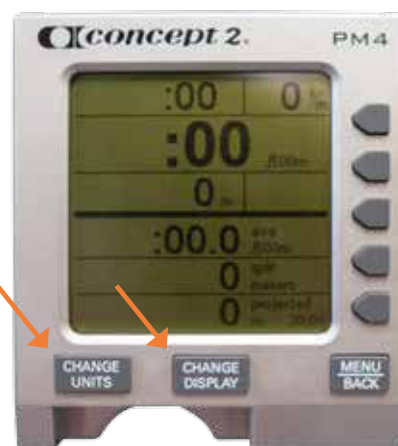 concept 2. PM4
:00 0
:00 /500m
0 m
:00.0 ave /500m
0 split meters
0 projected
CHANGE UNITS
CHANGE DISPLAY
MENU BACK